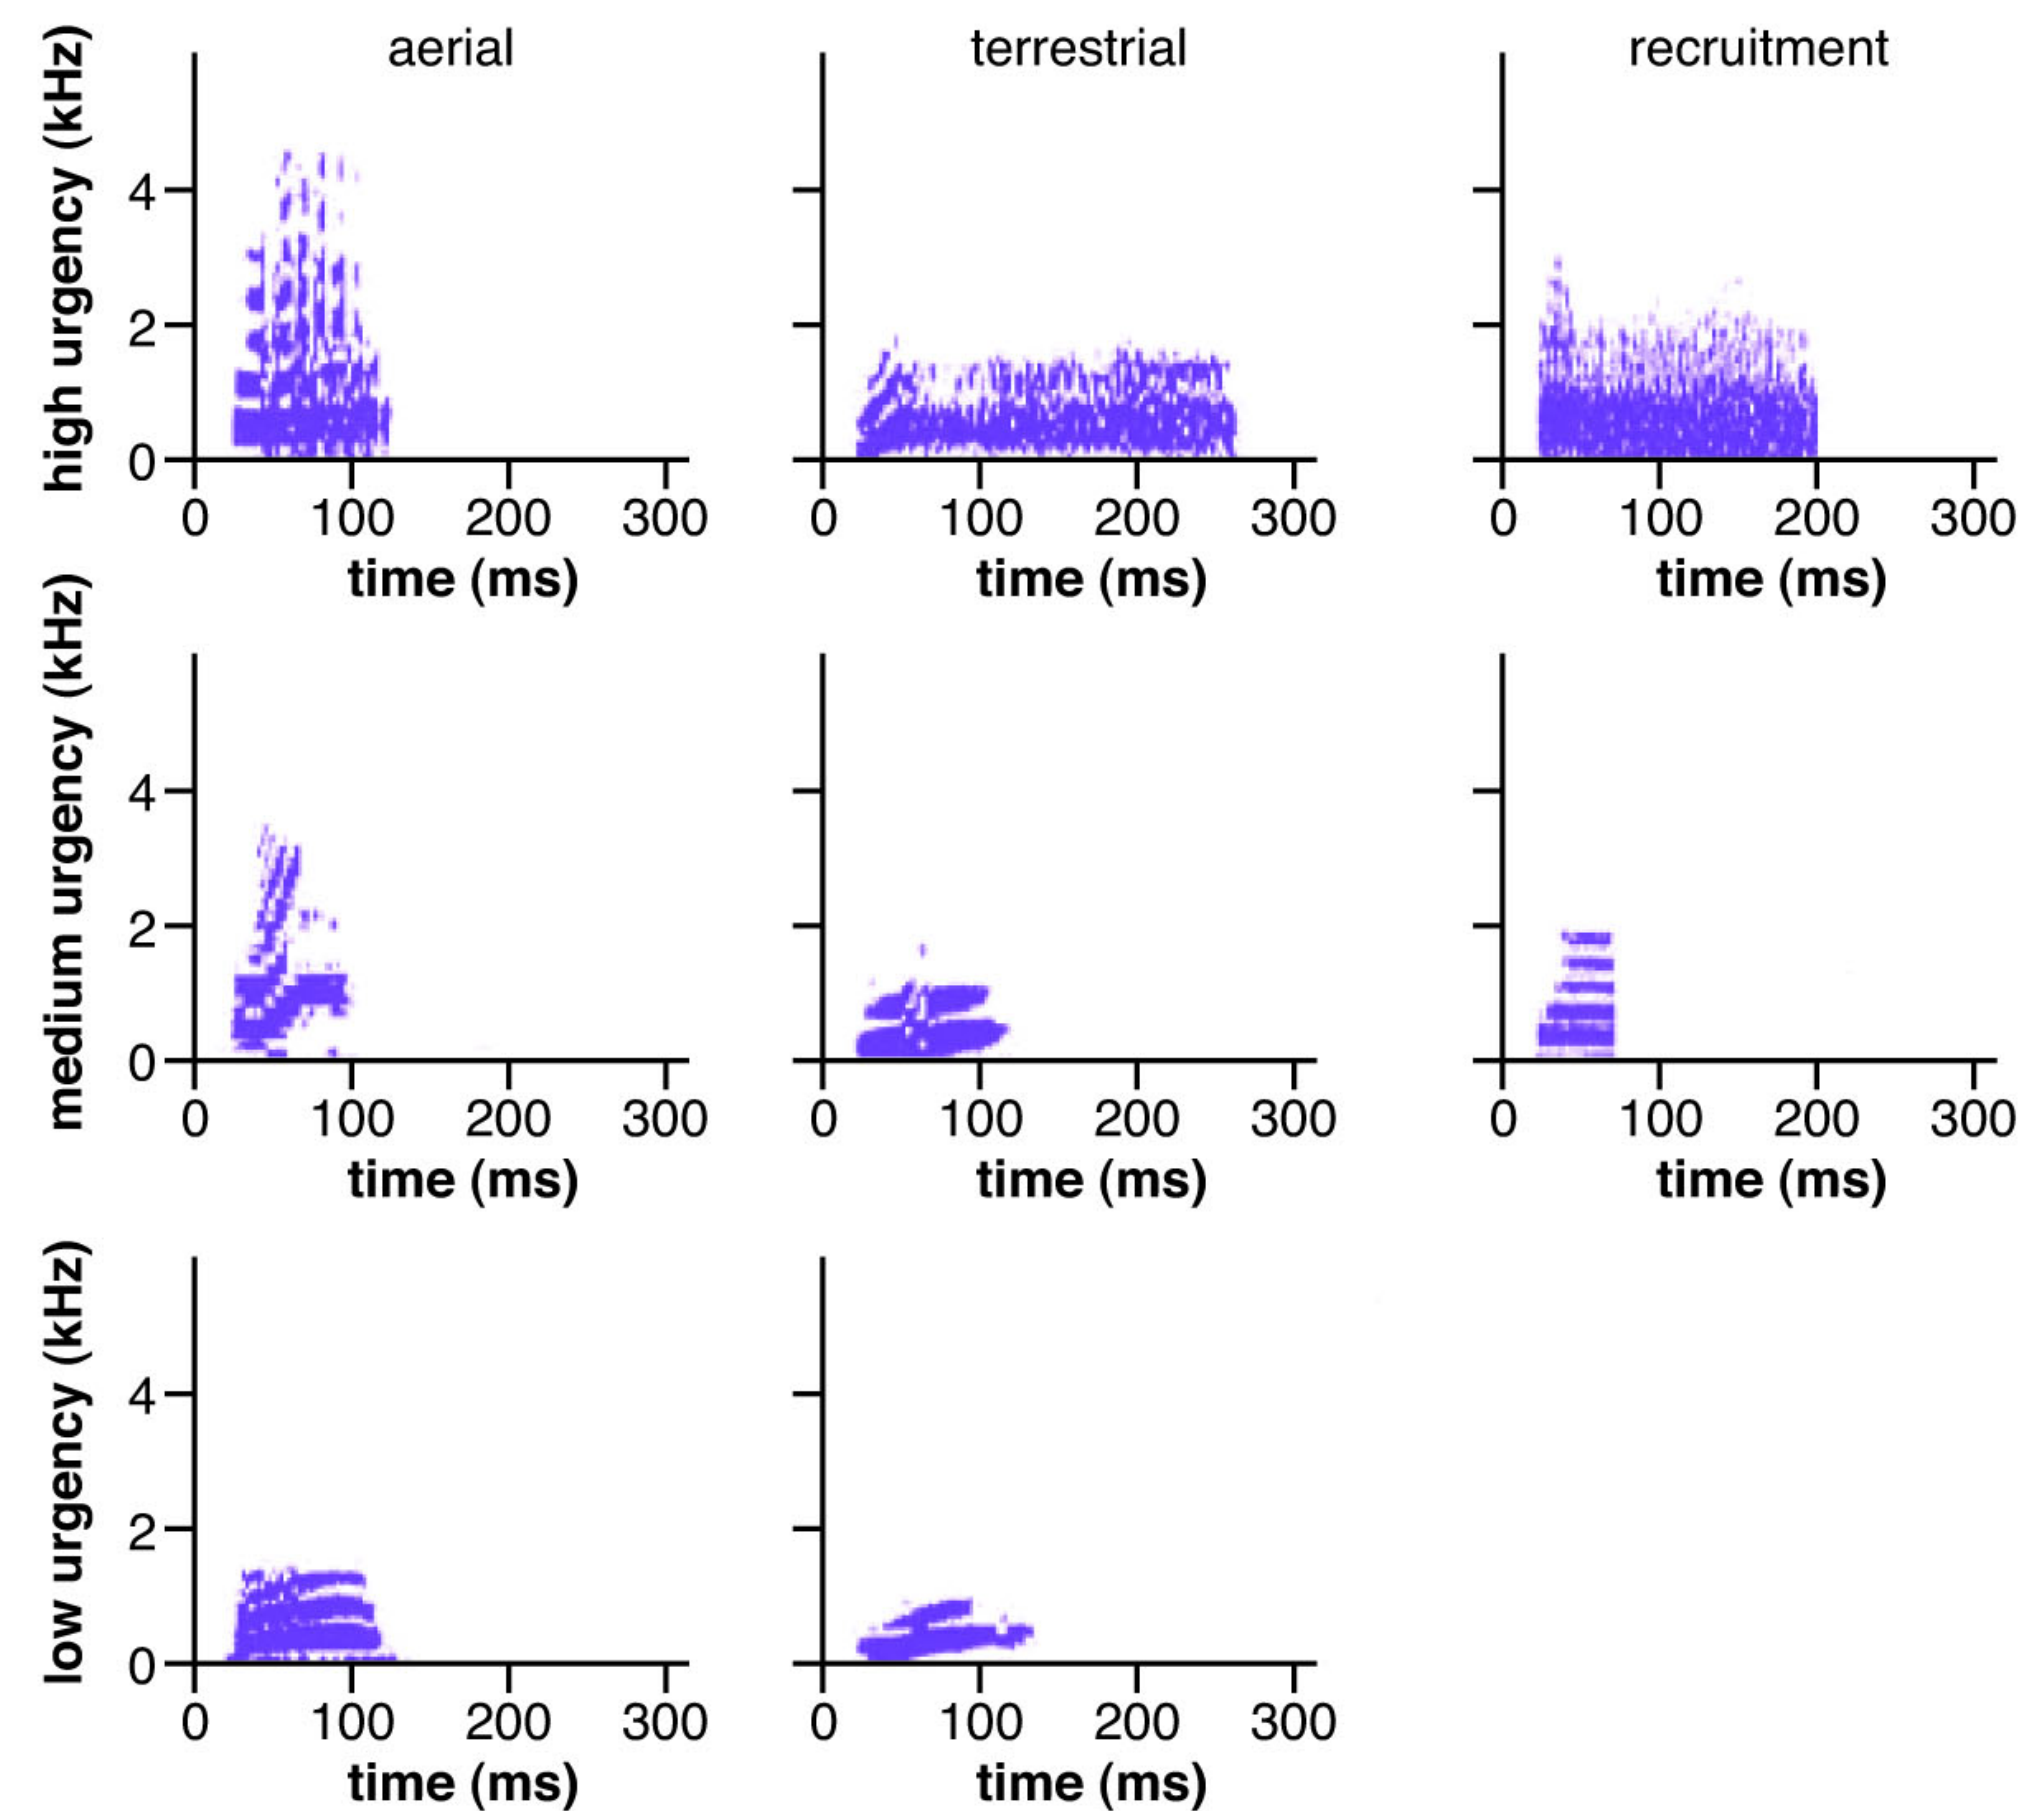 aerial terrestrial recruitment
high urgency (kHz)
4
2
0
0 100 200 300 0 100 200 300 0 100 200 300
time (ms) time (ms) time (ms)
medium urgency (kHz)
4
2
0
0 100 200 300 0 100 200 300 0 100 200 300
time (ms) time (ms) time (ms)
low urgency (kHz)
4
2
0
0 100 200 300 0 100 200 300
time (ms) time (ms)